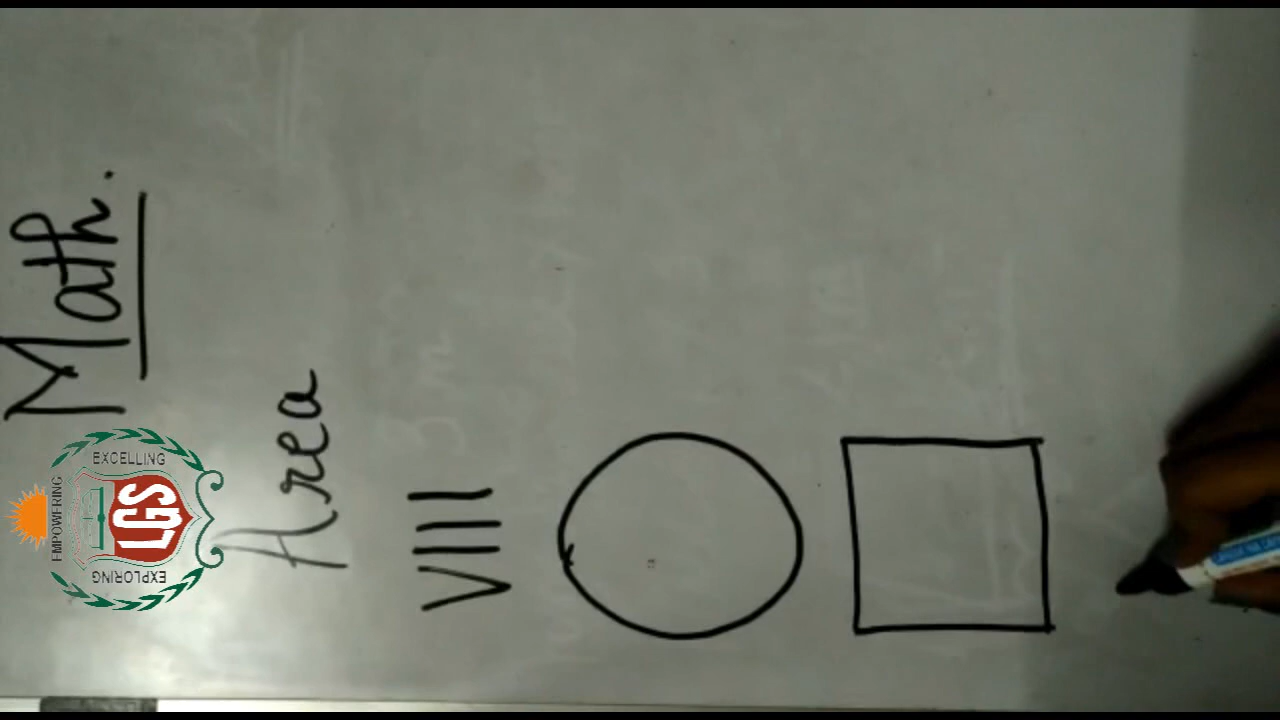 Math.
Area
VIII
EXCELLING
EMPOWERING
LGS
EXPLORING